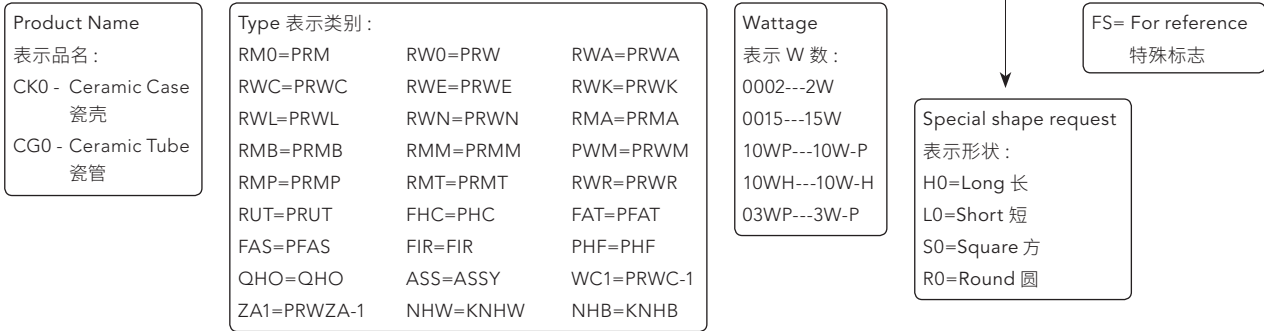 Product Name
表示品名 :
CK0 - Ceramic Case
瓷壳
CG0 - Ceramic Tube
瓷管
Type 表示类别 :
RM0=PRM RW0=PRW RWA=PRWA
RWC=PRWC RWE=PRWE RWK=PRWK
RWL=PRWL RWN=PRWN RMA=PRMA
RMB=PRMB RMM=PRMM PWM=PRWM
RMP=PRMP RMT=PRMT RWR=PRWR
RUT=PRUT FHC=PHC FAT=PFAT
FAS=PFAS FIR=FIR PHF=PHF
QHO=QHO ASS=ASSY WC1=PRWC-1
ZA1=PRWZA-1 NHW=KNHW NHB=KNHB
Wattage
表示 W 数 :
0002---2W
0015---15W
10WP---10W-P
10WH---10W-H
03WP---3W-P
Special shape request
表示形状 :
H0=Long 长
L0=Short 短
S0=Square 方
R0=Round 圆
FS= For reference
特殊标志